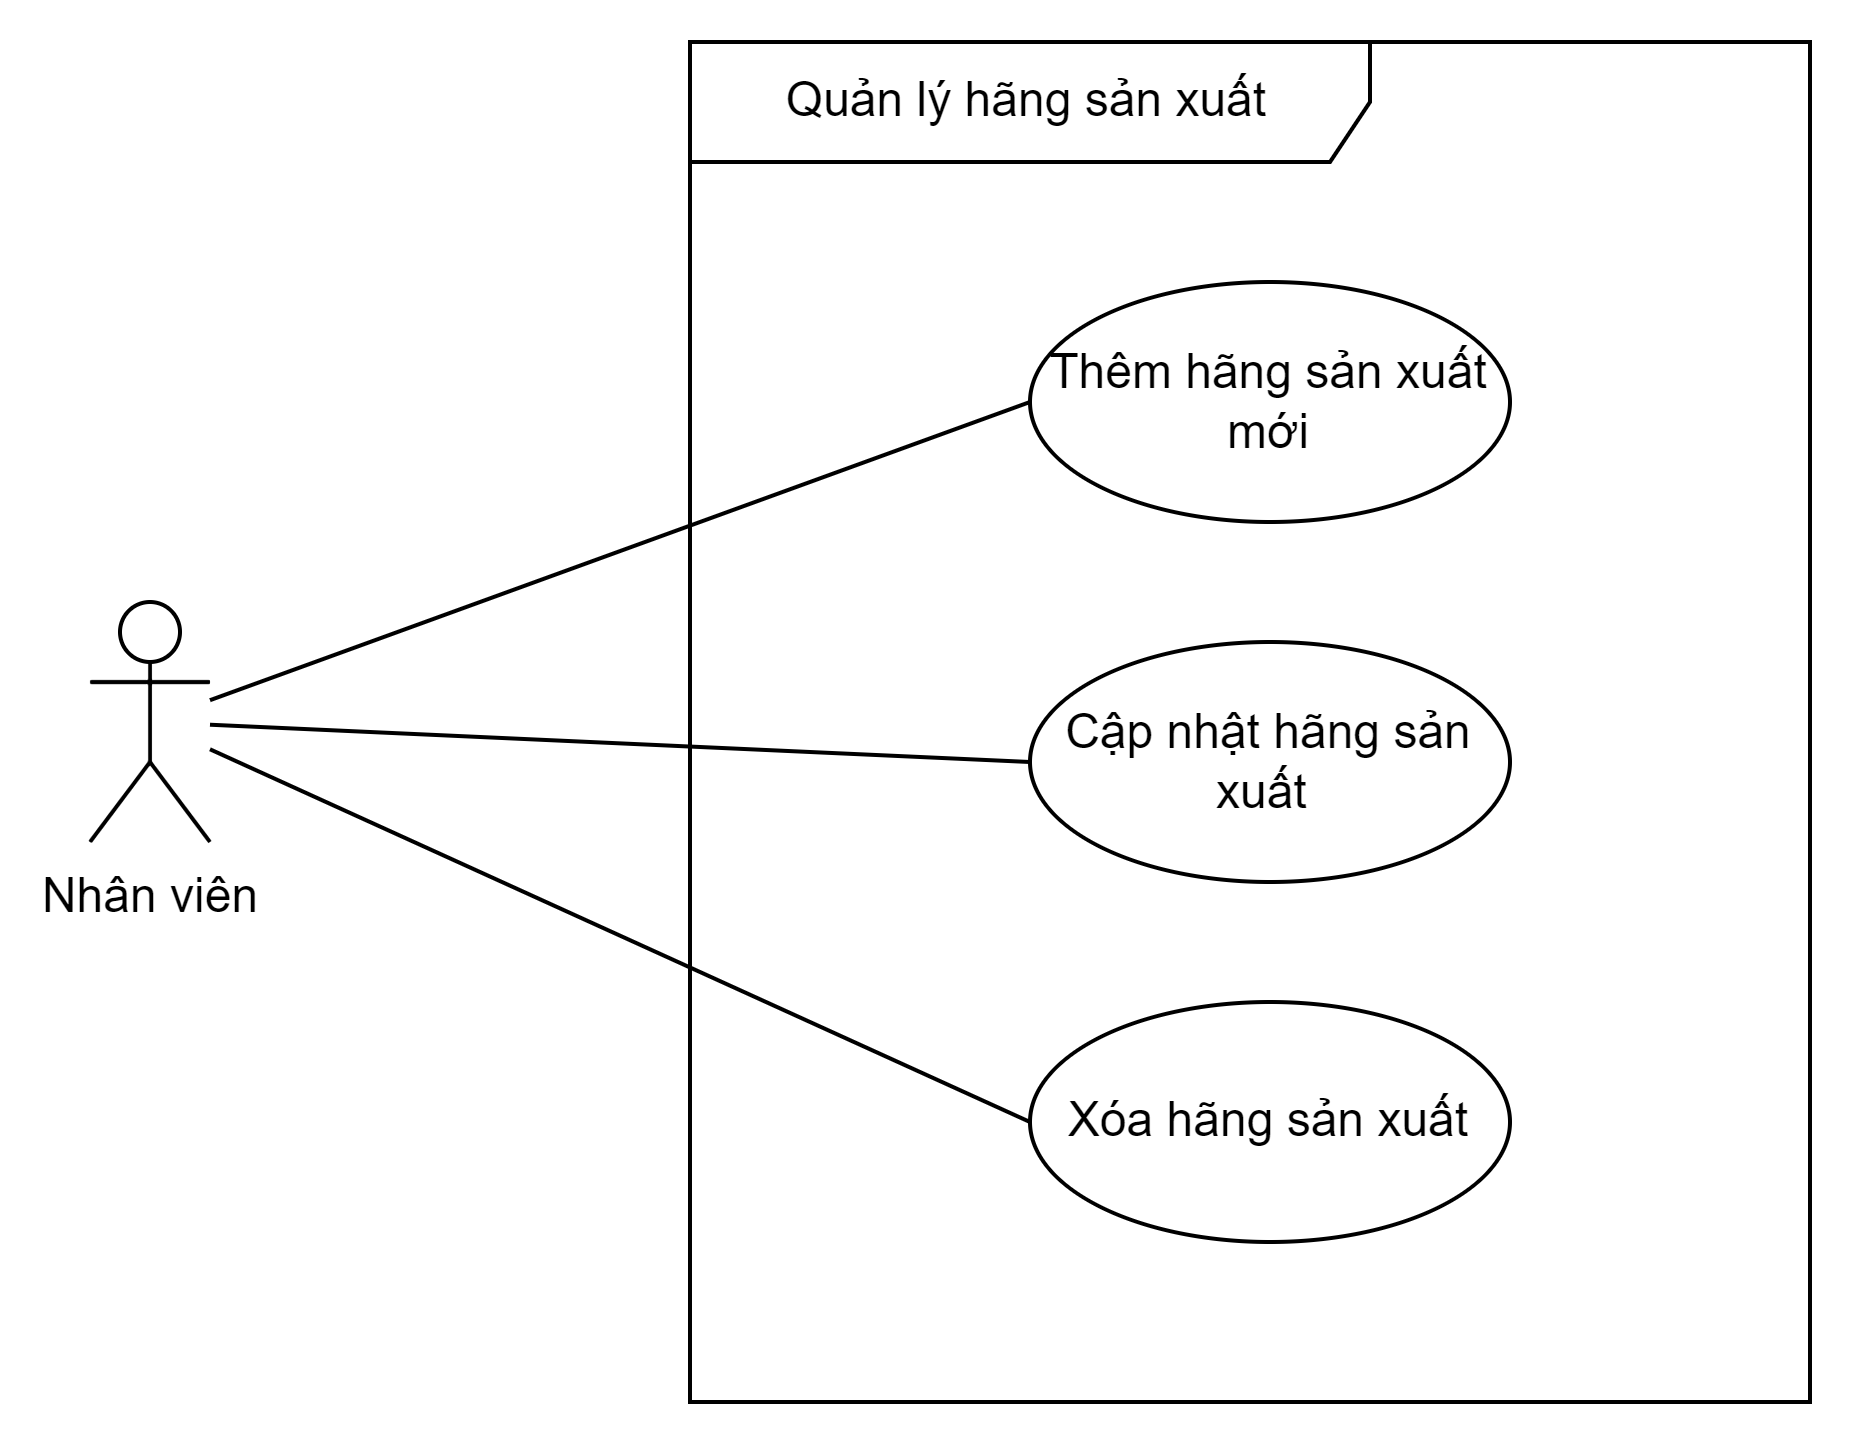 Quản lý hãng sản xuất
Thêm hãng sản xuất
mới
Cập nhật hãng sản
xuất
Nhân viên
Xóa hãng sản xuất